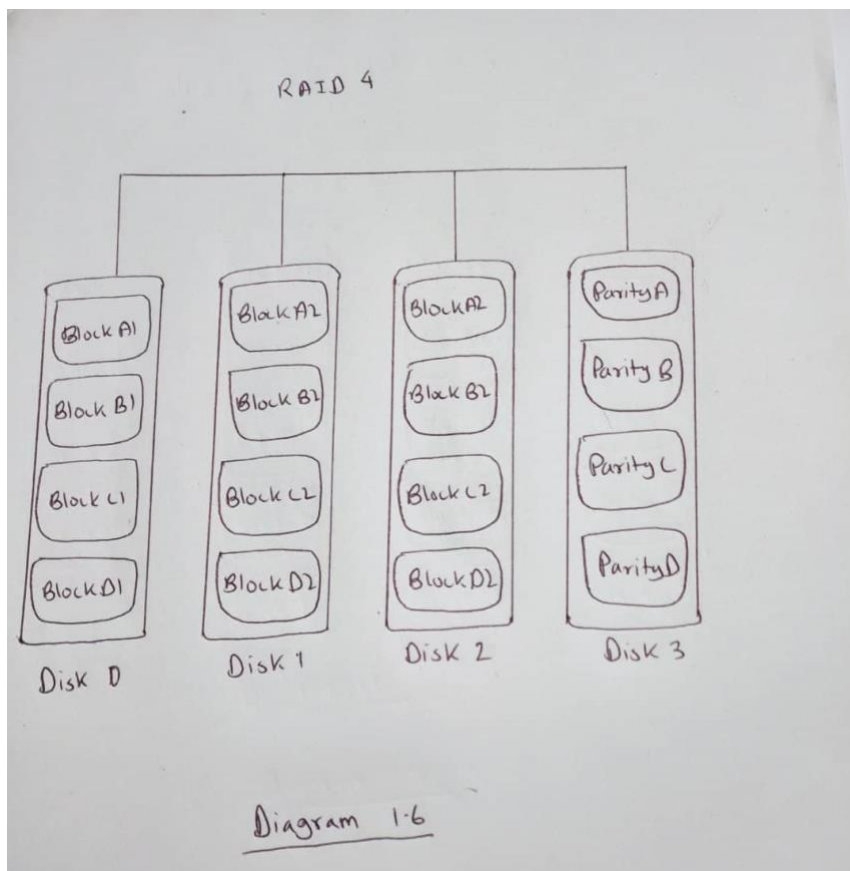 RAID 4
Block A1 Block A2 Block A2 Parity A
Block B1 Block B2 Block B2 Parity B
Block C1 Block C2 Block C2 Parity C
Block D1 Block D2 Block D2 Parity D
Disk 0 Disk 1 Disk 2 Disk 3
Diagram 1.6